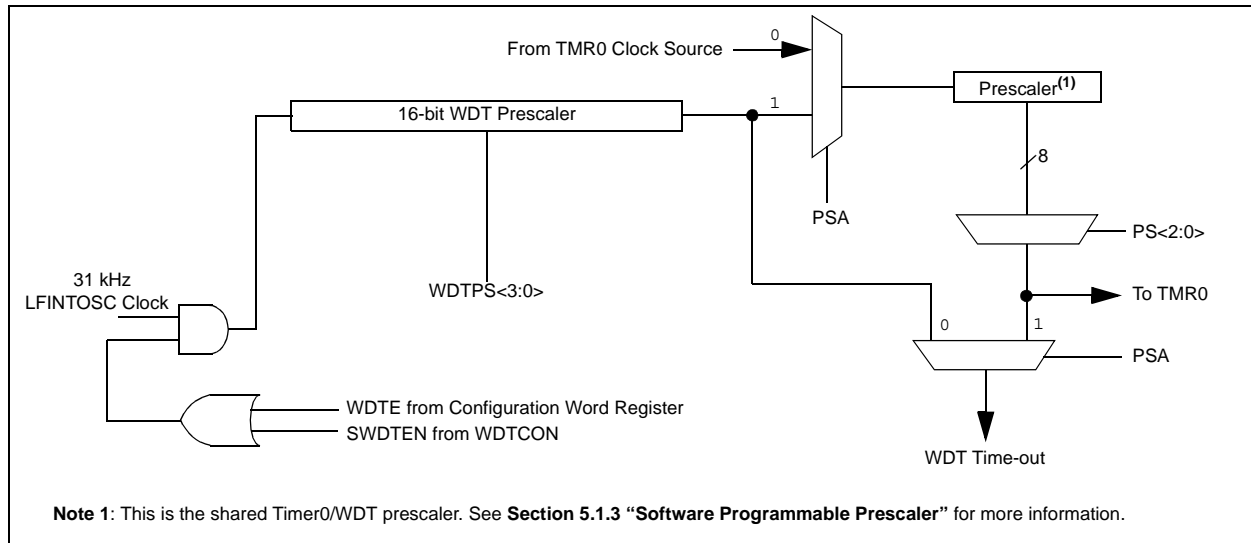 0
From TMR0 Clock Source
Prescaler(1)
1
16-bit WDT Prescaler
8
PSA
PS<2:0>
31 kHz
LFINTOSC Clock
WDTPS<3:0>
To TMR0
0
1
PSA
WDTE from Configuration Word Register
SWDTEN from WDTCON
WDT Time-out
Note 1: This is the shared Timer0/WDT prescaler. See Section 5.1.3 “Software Programmable Prescaler” for more information.